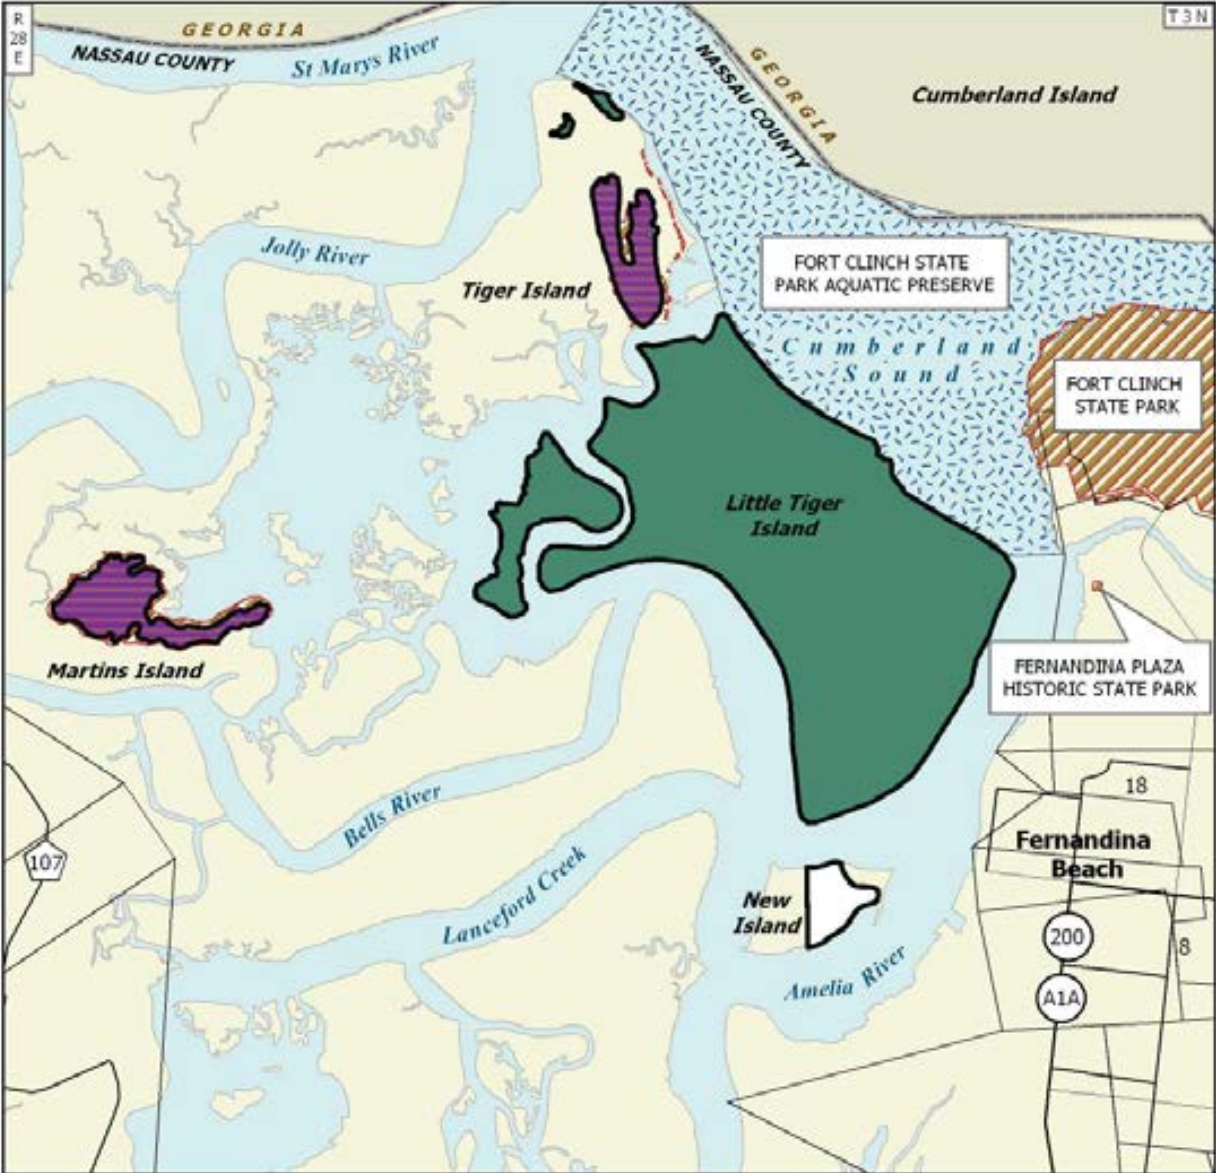 R
28
E
T 3 N
GEORGIA
NASSAU COUNTY
St Marys River
NASSAU COUNTY
GEORGIA
Cumberland Island
Jolly River
Tiger Island
FORT CLINCH STATE
PARK AQUATIC PRESERVE
Cumberland
Sound
FORT CLINCH
STATE PARK
Little Tiger
Island
Martins Island
FERNANDINA PLAZA
HISTORIC STATE PARK
Bells River
18
107
Fernandina
Beach
Lanceford Creek
New
Island
200
8
Amelia River
A1A